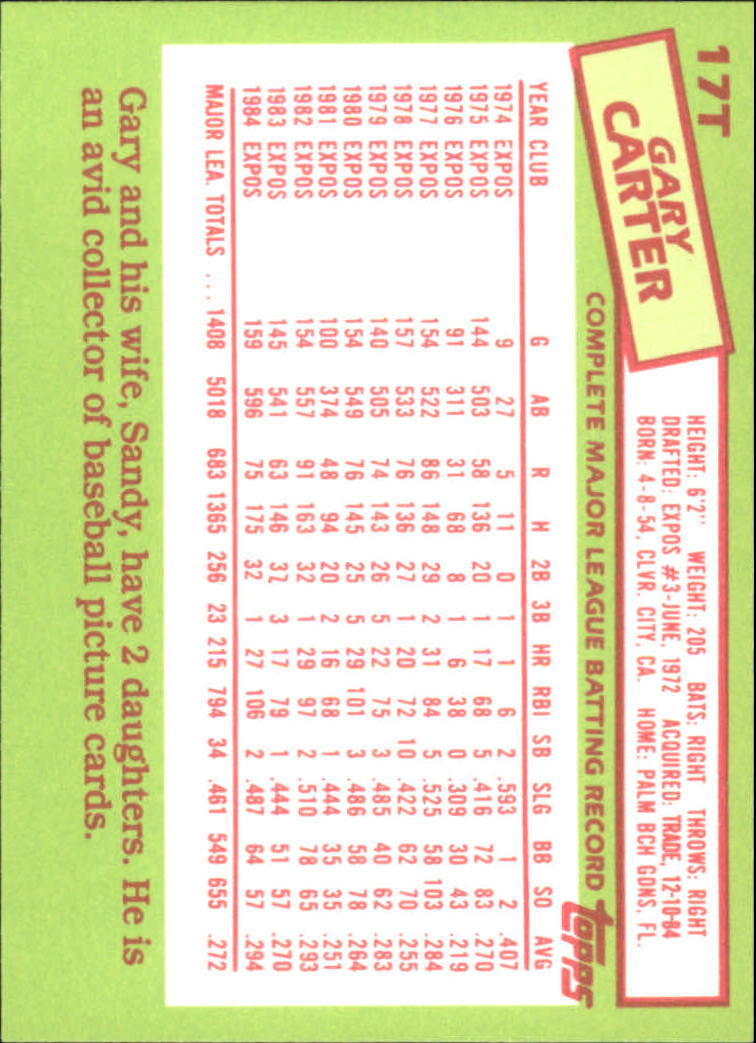 17T
GARY
CARTER
HEIGHT: 6'2" WEIGHT: 205 BATS: RIGHT THROWS: RIGHT
DRAFTED: EXPOS #3-JUNE, 1972 ACQUIRED: TRADE, 12-10-84
BORN: 4-8-54, CLVR. CITY, CA. HOME: PALM BCH GDNS, FL.
COMPLETE MAJOR LEAGUE BATTING RECORD topps
YEAR CLUB G AB R H 2B 3B HR RBI SB SLG BB SO AVG
1974 EXPOS 9 27 5 11 0 1 1 6 2 .593 1 2 .407
1975 EXPOS 144 503 58 136 20 1 17 68 5 .416 72 83 .270
1976 EXPOS 91 311 31 68 8 1 6 38 0 .309 30 43 .219
1977 EXPOS 154 522 86 148 29 2 31 84 5 .525 58 103 .284
1978 EXPOS 157 533 76 136 27 1 20 72 10 .422 62 70 .255
1979 EXPOS 140 505 74 143 26 5 22 75 3 .485 40 62 .283
1980 EXPOS 154 549 76 145 25 5 29 101 3 .486 58 78 .264
1981 EXPOS 100 374 48 94 20 2 16 68 1 .444 35 35 .251
1982 EXPOS 154 557 91 163 32 1 29 97 2 .510 78 65 .293
1983 EXPOS 145 541 63 146 37 3 17 79 1 .444 51 57 .270
1984 EXPOS 159 596 75 175 32 1 27 106 2 .487 64 57 .294
MAJOR LEA. TOTALS ... 1408 5018 683 1365 256 23 215 794 34 .461 549 655 .272
Gary and his wife, Sandy, have 2 daughters. He is
an avid collector of baseball picture cards.